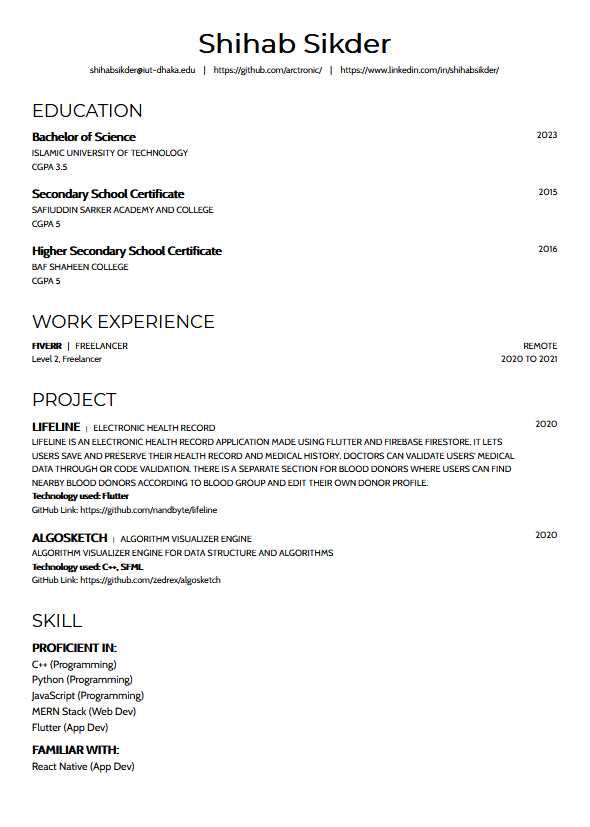 Shihab Sikder
shihabsikder@iut-dhaka.edu | https://github.com/arctronic/ | https://www.linkedin.com/in/shihabsikder/
EDUCATION
Bachelor of Science 2023
ISLAMIC UNIVERSITY OF TECHNOLOGY
CGPA 3.5
Secondary School Certificate 2015
SAFIUDDIN SARKER ACADEMY AND COLLEGE
CGPA 5
Higher Secondary School Certificate 2016
BAF SHAHEEN COLLEGE
CGPA 5
WORK EXPERIENCE
FIVERR | FREELANCER REMOTE
Level 2, Freelancer 2020 TO 2021
PROJECT
LIFELINE | ELECTRONIC HEALTH RECORD 2020
LIFELINE IS AN ELECTRONIC HEALTH RECORD APPLICATION MADE USING FLUTTER AND FIREBASE FIRESTORE. IT LETS
USERS SAVE AND PRESERVE THEIR HEALTH RECORD AND MEDICAL HISTORY. DOCTORS CAN VALIDATE USERS' MEDICAL
DATA THROUGH QR CODE VALIDATION. THERE IS A SEPARATE SECTION FOR BLOOD DONORS WHERE USERS CAN FIND
NEARBY BLOOD DONORS ACCORDING TO BLOOD GROUP AND EDIT THEIR OWN DONOR PROFILE.
Technology used: Flutter
GitHub Link: https://github.com/nandbyte/lifeline
ALGOSKETCH | ALGORITHM VISUALIZER ENGINE 2020
ALGORITHM VISUALIZER ENGINE FOR DATA STRUCTURE AND ALGORITHMS
Technology used: C++, SFML
GitHub Link: https://github.com/zedrex/algosketch
SKILL
PROFICIENT IN:
C++ (Programming)
Python (Programming)
JavaScript (Programming)
MERN Stack (Web Dev)
Flutter (App Dev)
FAMILIAR WITH:
React Native (App Dev)